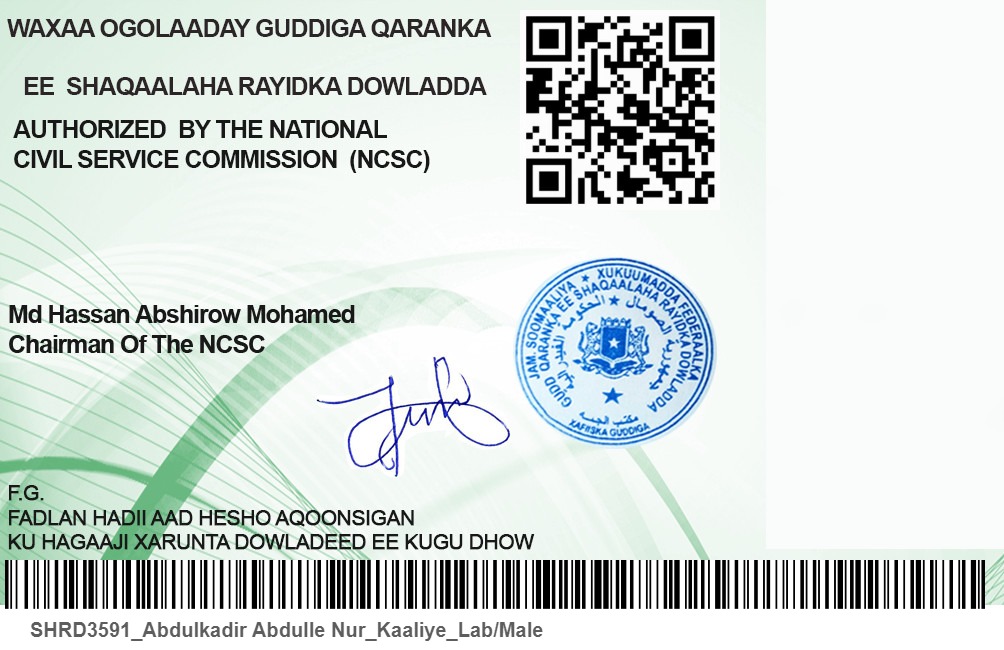 WAXAA OGOLAADAY GUDDIGA QARANKA
EE SHAQAALAHA RAYIDKA DOWLADDA
AUTHORIZED BY THE NATIONAL
CIVIL SERVICE COMMISSION (NCSC)
JAM. SOOMAALIYA ★ XUKUUMADDA FEDERAALKA
GUDD QARANKA EE SHAQAALAHA RAYIDKA DOWLADDA
XAFIISKA GUDDIGA
Md Hassan Abshirow Mohamed
Chairman Of The NCSC
F.G.
FADLAN HADII AAD HESHO AQOONSIGAN
KU HAGAAJI XARUNTA DOWLADEED EE KUGU DHOW
SHRD3591_Abdulkadir Abdulle Nur_Kaaliye_Lab/Male